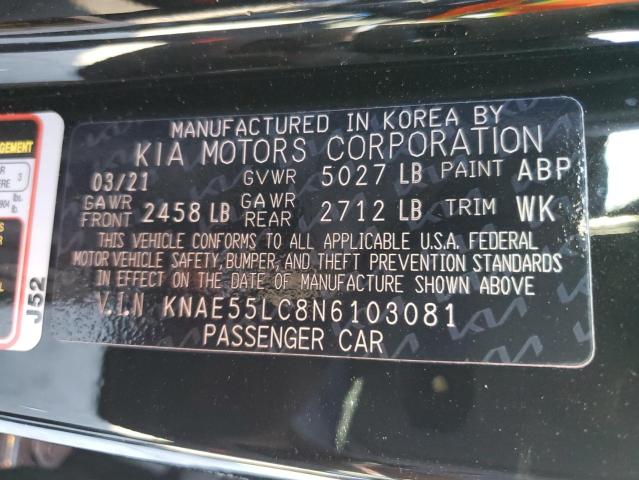 MANUFACTURED IN KOREA BY
KIA MOTORS CORPORATION
03/21 GVWR 5027 LB PAINT ABP
GAWR FRONT 2458 LB GAWR REAR 2712 LB TRIM WK
THIS VEHICLE CONFORMS TO ALL APPLICABLE U.S.A. FEDERAL
MOTOR VEHICLE SAFETY, BUMPER, AND THEFT PREVENTION STANDARDS
IN EFFECT ON THE DATE OF MANUFACTURE SHOWN ABOVE
V.I.N KNAE55LC8N6103081
PASSENGER CAR
J52
3
lbs.